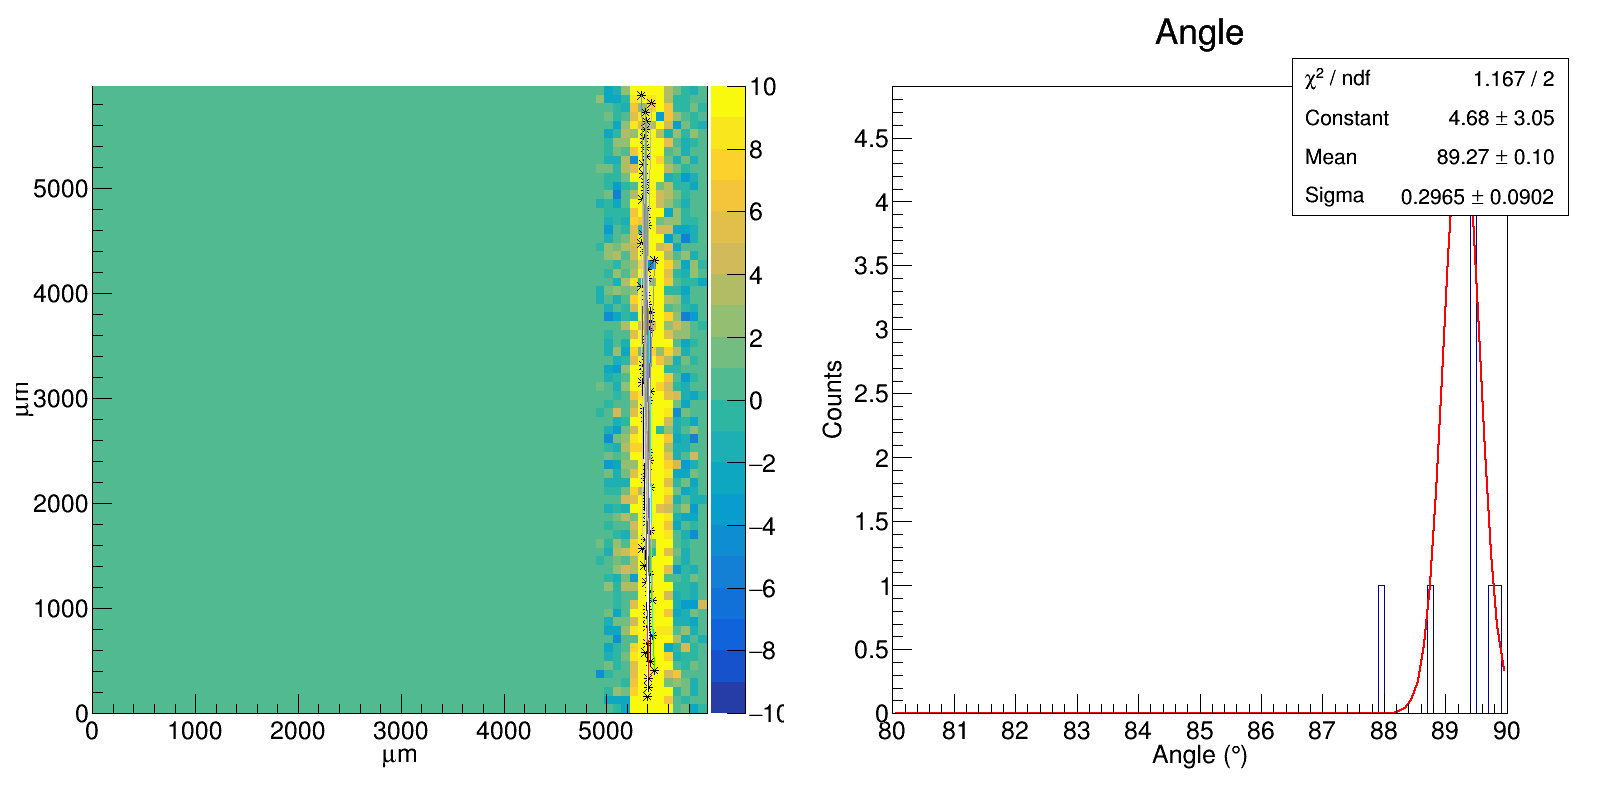 Angle
χ² / ndf 1.167 / 2
Constant 4.68 ± 3.05
Mean 89.27 ± 0.10
Sigma 0.2965 ± 0.0902
5000
4000
3000
2000
1000
0
μm
0 1000 2000 3000 4000 5000
μm
10
8
6
4
2
0
−2
−4
−6
−8
−10
4.5
4
3.5
3
2.5
2
1.5
1
0.5
0
Counts
80 81 82 83 84 85 86 87 88 89 90
Angle (°)